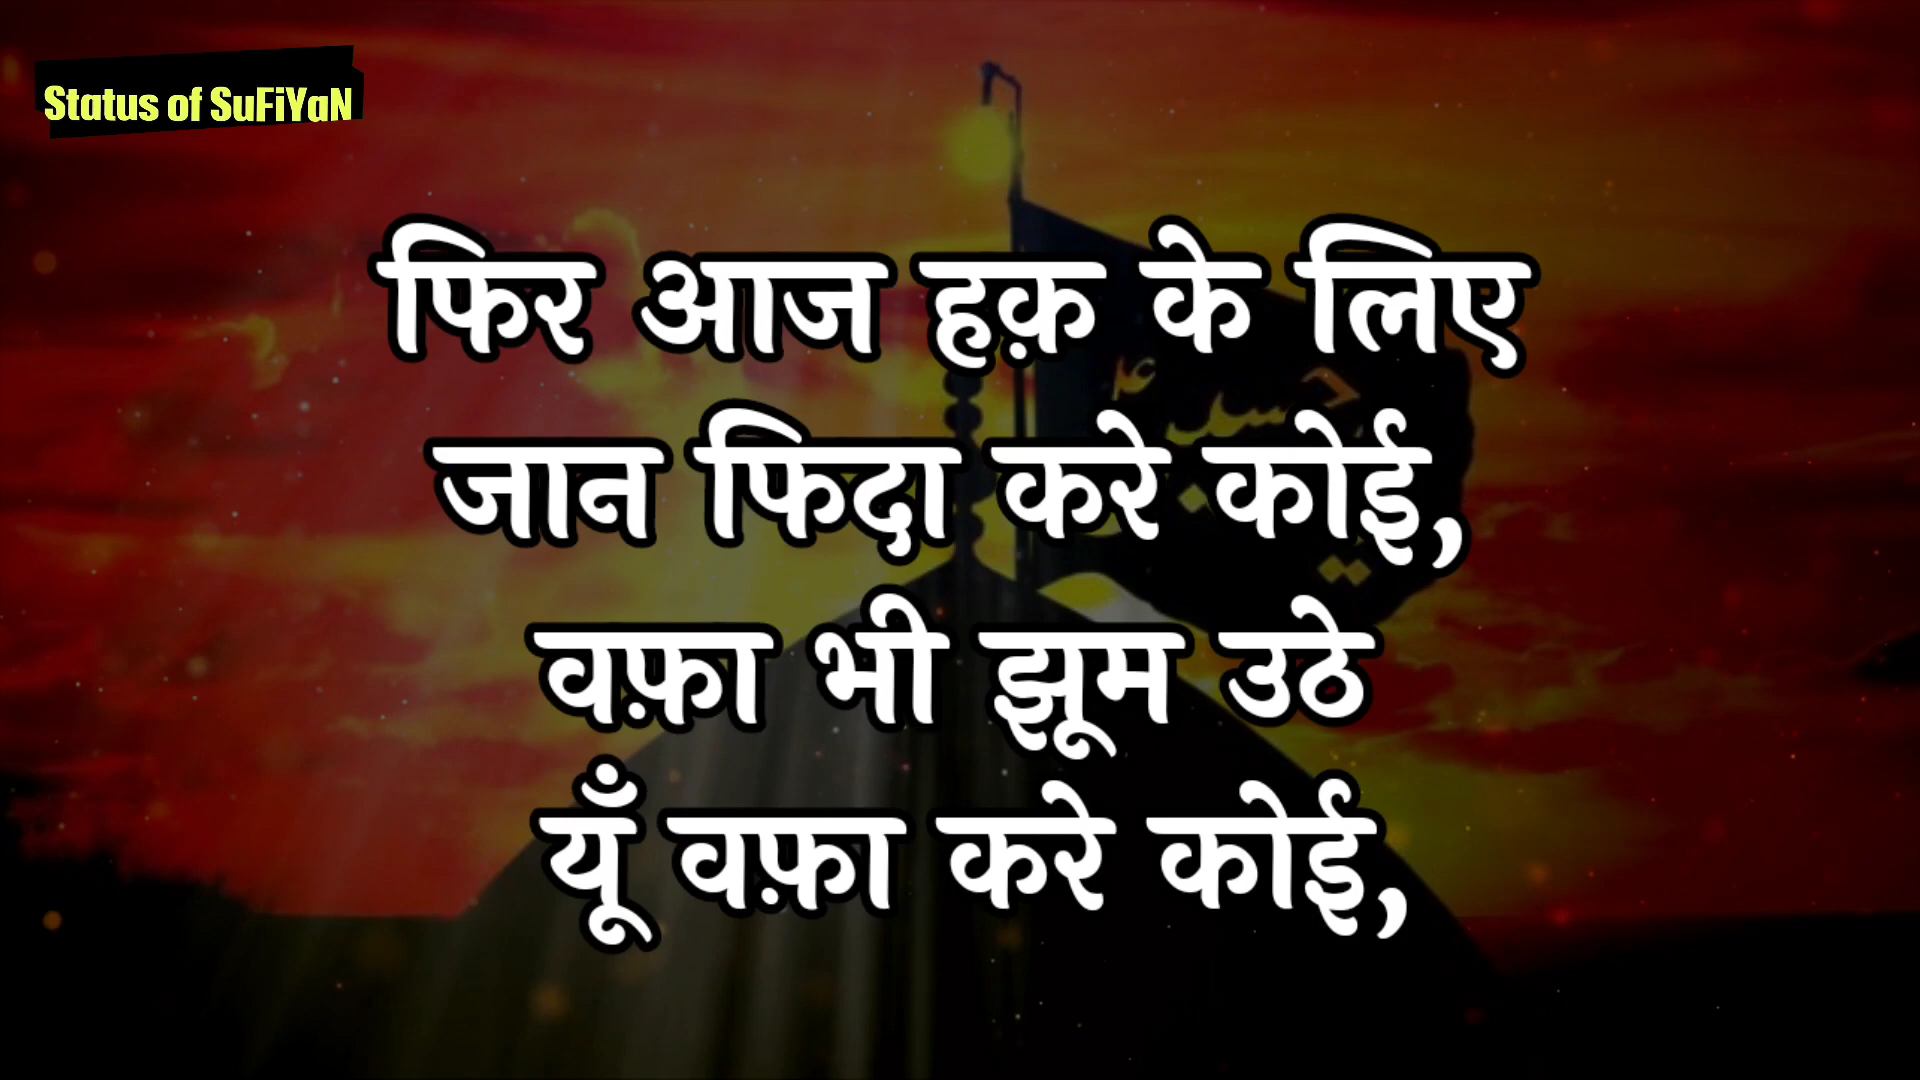 Status of SuFiYaN
फिर आज हक़ के लिए
जान फिदा करे कोई,
वफ़ा भी झूम उठे
यूँ वफ़ा करे कोई,